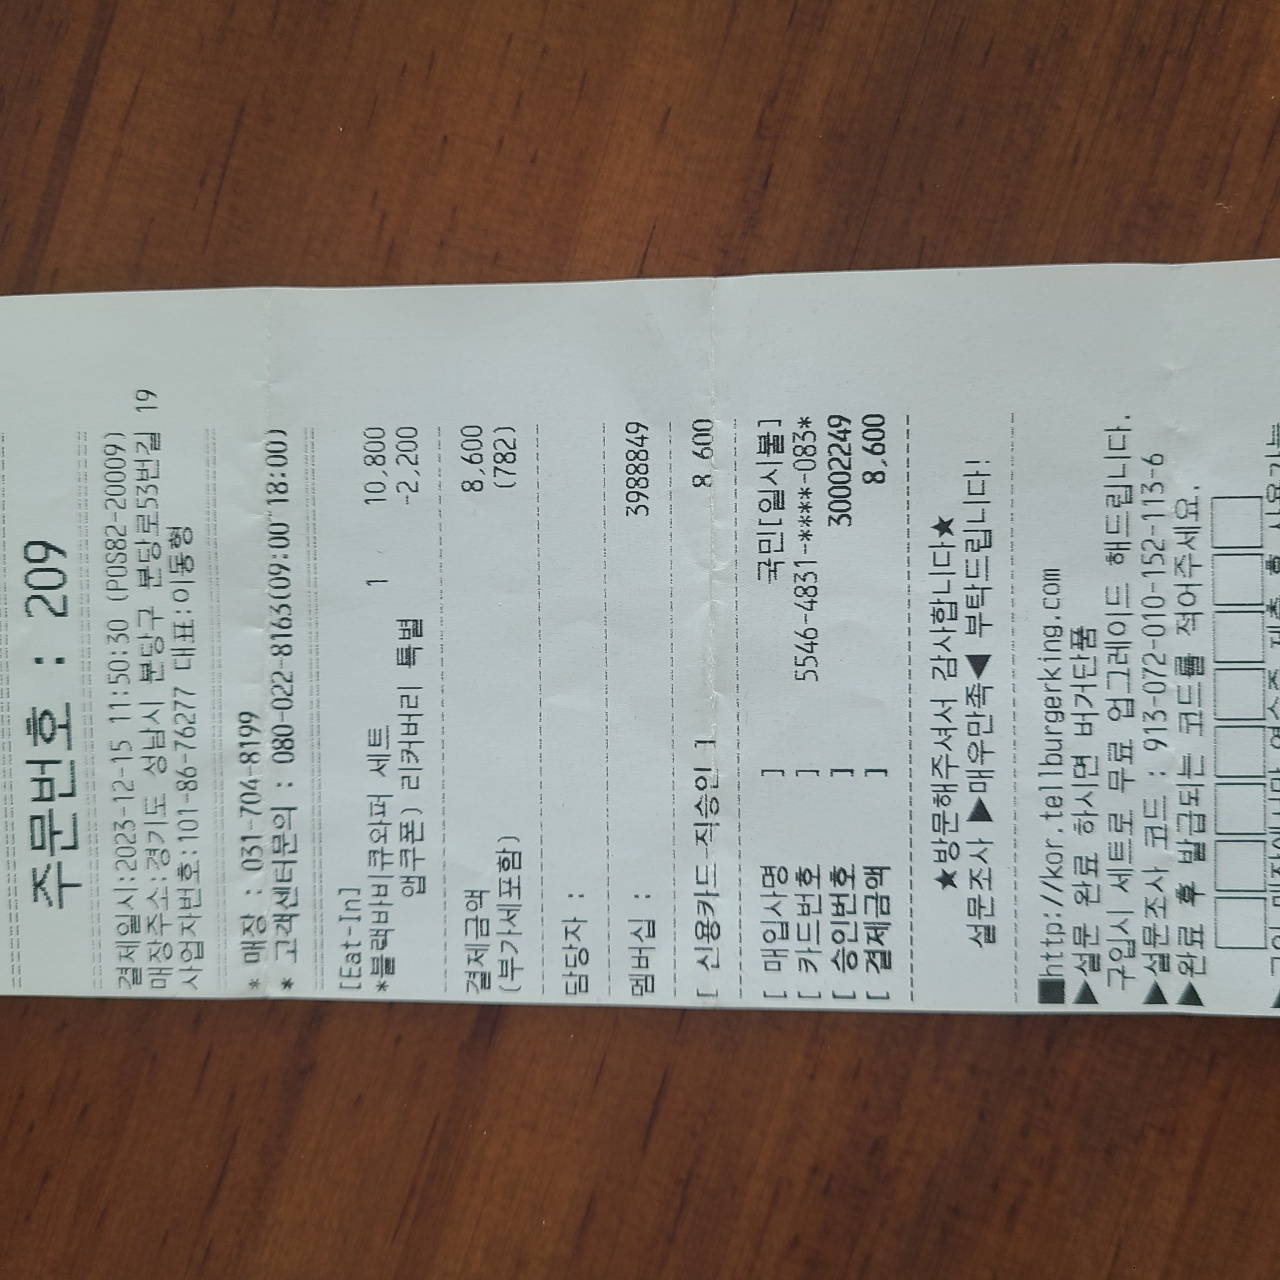 주문번호 : 209
결제일시:2023-12-15 11:50:30 (POS82-20009)
매장주소:경기도 성남시 분당구 분당로53번길 19
사업자번호:101-86-76277 대표:이동형
* 매장 : 031-704-8199
* 고객센터문의 : 080-022-8163(09:00~18:00)
[Eat-In]
*블랙바비큐와퍼 세트 1 10,800
앱쿠폰) 리커버리 특별 -2,200
결제금액 8,600
(부가세포함) (782)
담당자 :
멤버십 : 3988849
[ 신용카드-직승인 ] 8,600
[ 매입사명 ] 국민[일시불]
[ 카드번호 ] 5546-4831-****-083*
[ 승인번호 ] 30002249
[ 결제금액 ] 8,600
★방문해주셔서 감사합니다★
설문조사 ▶매우만족◀ 부탁드립니다!
■http://kor.tellburgerking.com
▶설문 완료 하시면 버거단품
구입시 세트로 무료 업그레이드 해드립니다.
▶설문조사 코드 : 913-072-010-152-113-6
▶완료 후 발급되는 코드를 적어주세요.